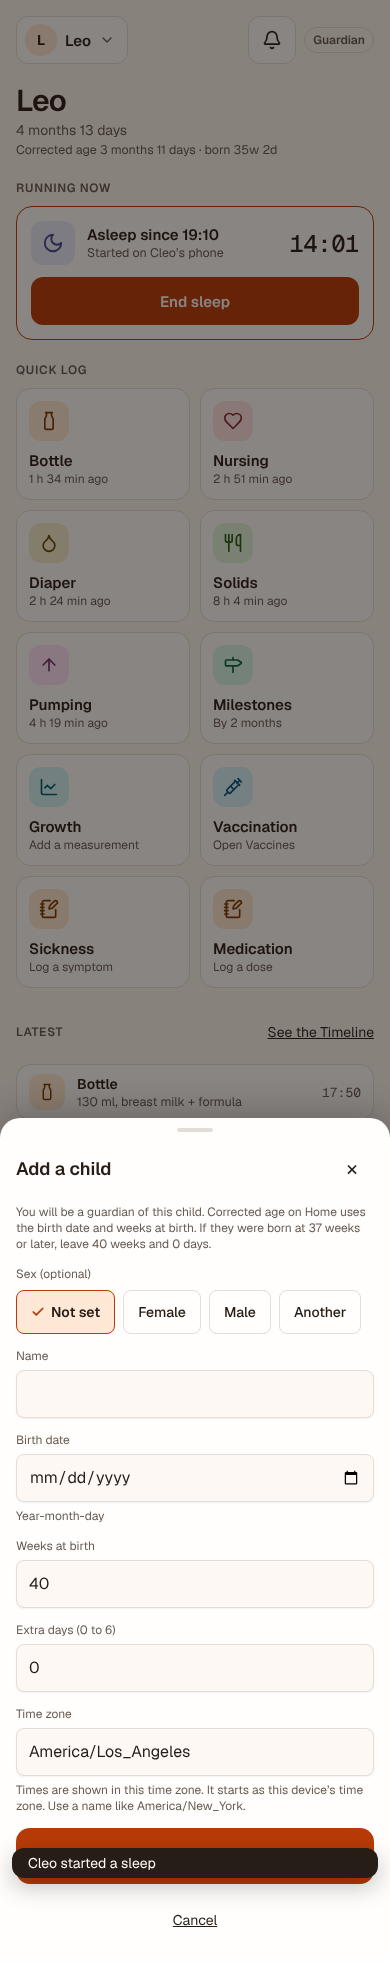 L Leo
Guardian
Leo
4 months 13 days
Corrected age 3 months 11 days · born 35w 2d
RUNNING NOW
Asleep since 19:10
Started on Cleo's phone
14:01
End sleep
QUICK LOG
Bottle
1 h 34 min ago
Nursing
2 h 51 min ago
Diaper
2 h 24 min ago
Solids
8 h 4 min ago
Pumping
4 h 19 min ago
Milestones
By 2 months
Growth
Add a measurement
Vaccination
Open Vaccines
Sickness
Log a symptom
Medication
Log a dose
LATEST
See the Timeline
Bottle
130 ml, breast milk + formula
17:50
Add a child
You will be a guardian of this child. Corrected age on Home uses
the birth date and weeks at birth. If they were born at 37 weeks
or later, leave 40 weeks and 0 days.
Sex (optional)
Not set
Female
Male
Another
Name
Birth date
mm/dd/yyyy
Year-month-day
Weeks at birth
40
Extra days (0 to 6)
0
Time zone
America/Los_Angeles
Times are shown in this time zone. It starts as this device's time
zone. Use a name like America/New_York.
Cleo started a sleep
Cancel